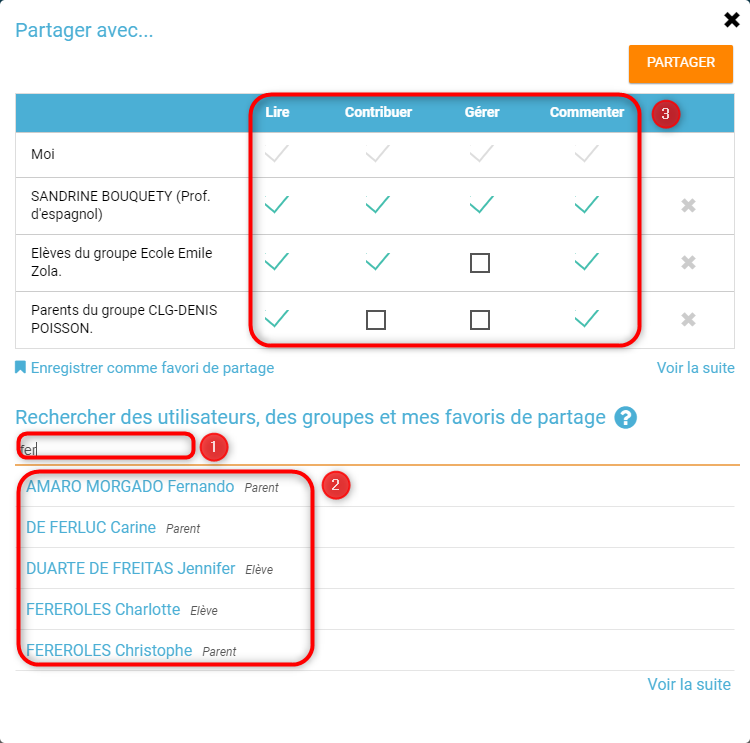 Partager avec...
PARTAGER
Lire Contribuer Gérer Commenter 3
Moi
SANDRINE BOUQUETY (Prof.
d'espagnol)
Elèves du groupe Ecole Emile
Zola.
Parents du groupe CLG-DENIS
POISSON.
Enregistrer comme favori de partage Voir la suite
Rechercher des utilisateurs, des groupes et mes favoris de partage ?
fer 1
AMARO MORGADO Fernando Parent 2
DE FERLUC Carine Parent
DUARTE DE FREITAS Jennifer Elève
FEREROLES Charlotte Elève
FEREROLES Christophe Parent
Voir la suite